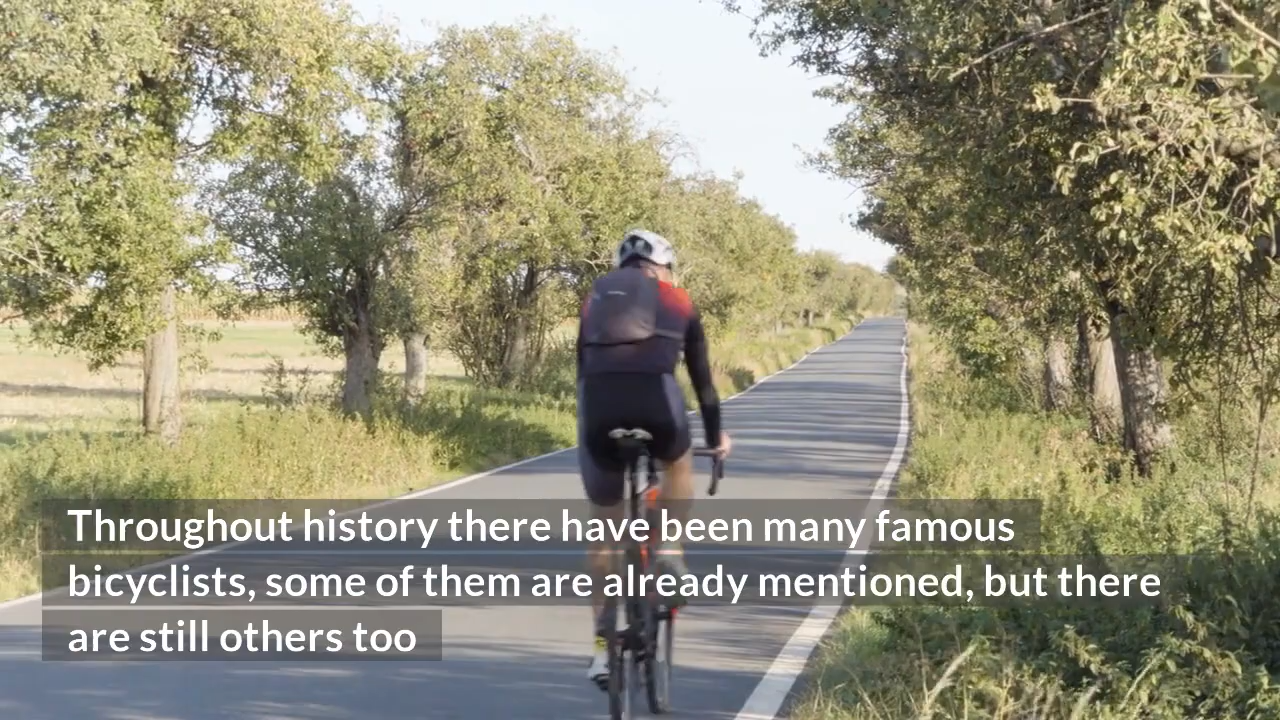 Throughout history there have been many famous
bicyclists, some of them are already mentioned, but there
are still others too